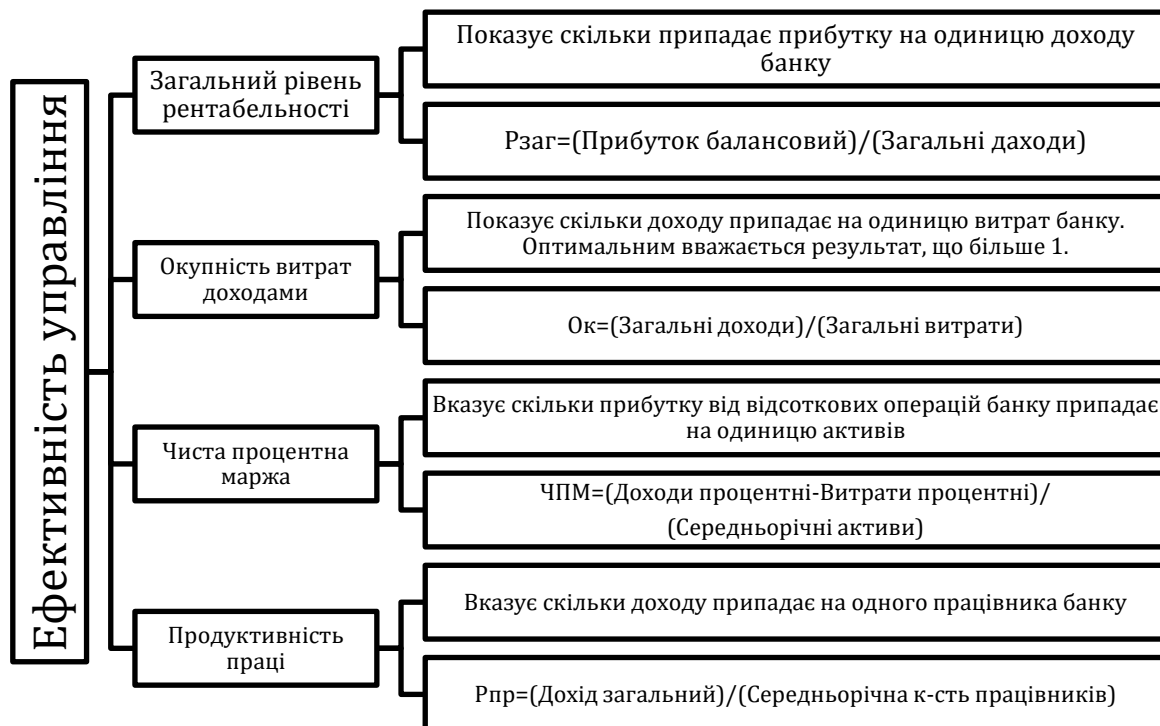 Ефективність управління
Загальний рівень
рентабельності
Показує скільки припадає прибутку на одиницю доходу
банку
Рзаг=(Прибуток балансовий)/(Загальні даходи)
Окупність витрат
доходами
Показує скільки доходу припадає на одиницю витрат банку.
Оптимальним вважається результат, що більше 1.
Ок=(Загальні доходи)/(Загальні витрати)
Чиста процентна
маржа
Вказує скільки прибутку від відсоткових операцій банку припадає
на одиницю активів
ЧПМ=(Доходи процентні-Витрати процентні)/
(Середньорічні активи)
Продуктивність
праці
Вказує скільки доходу припадає на одного працівника банку
Рпр=(Дохід загальний)/(Середньорічна к-сть працівників)